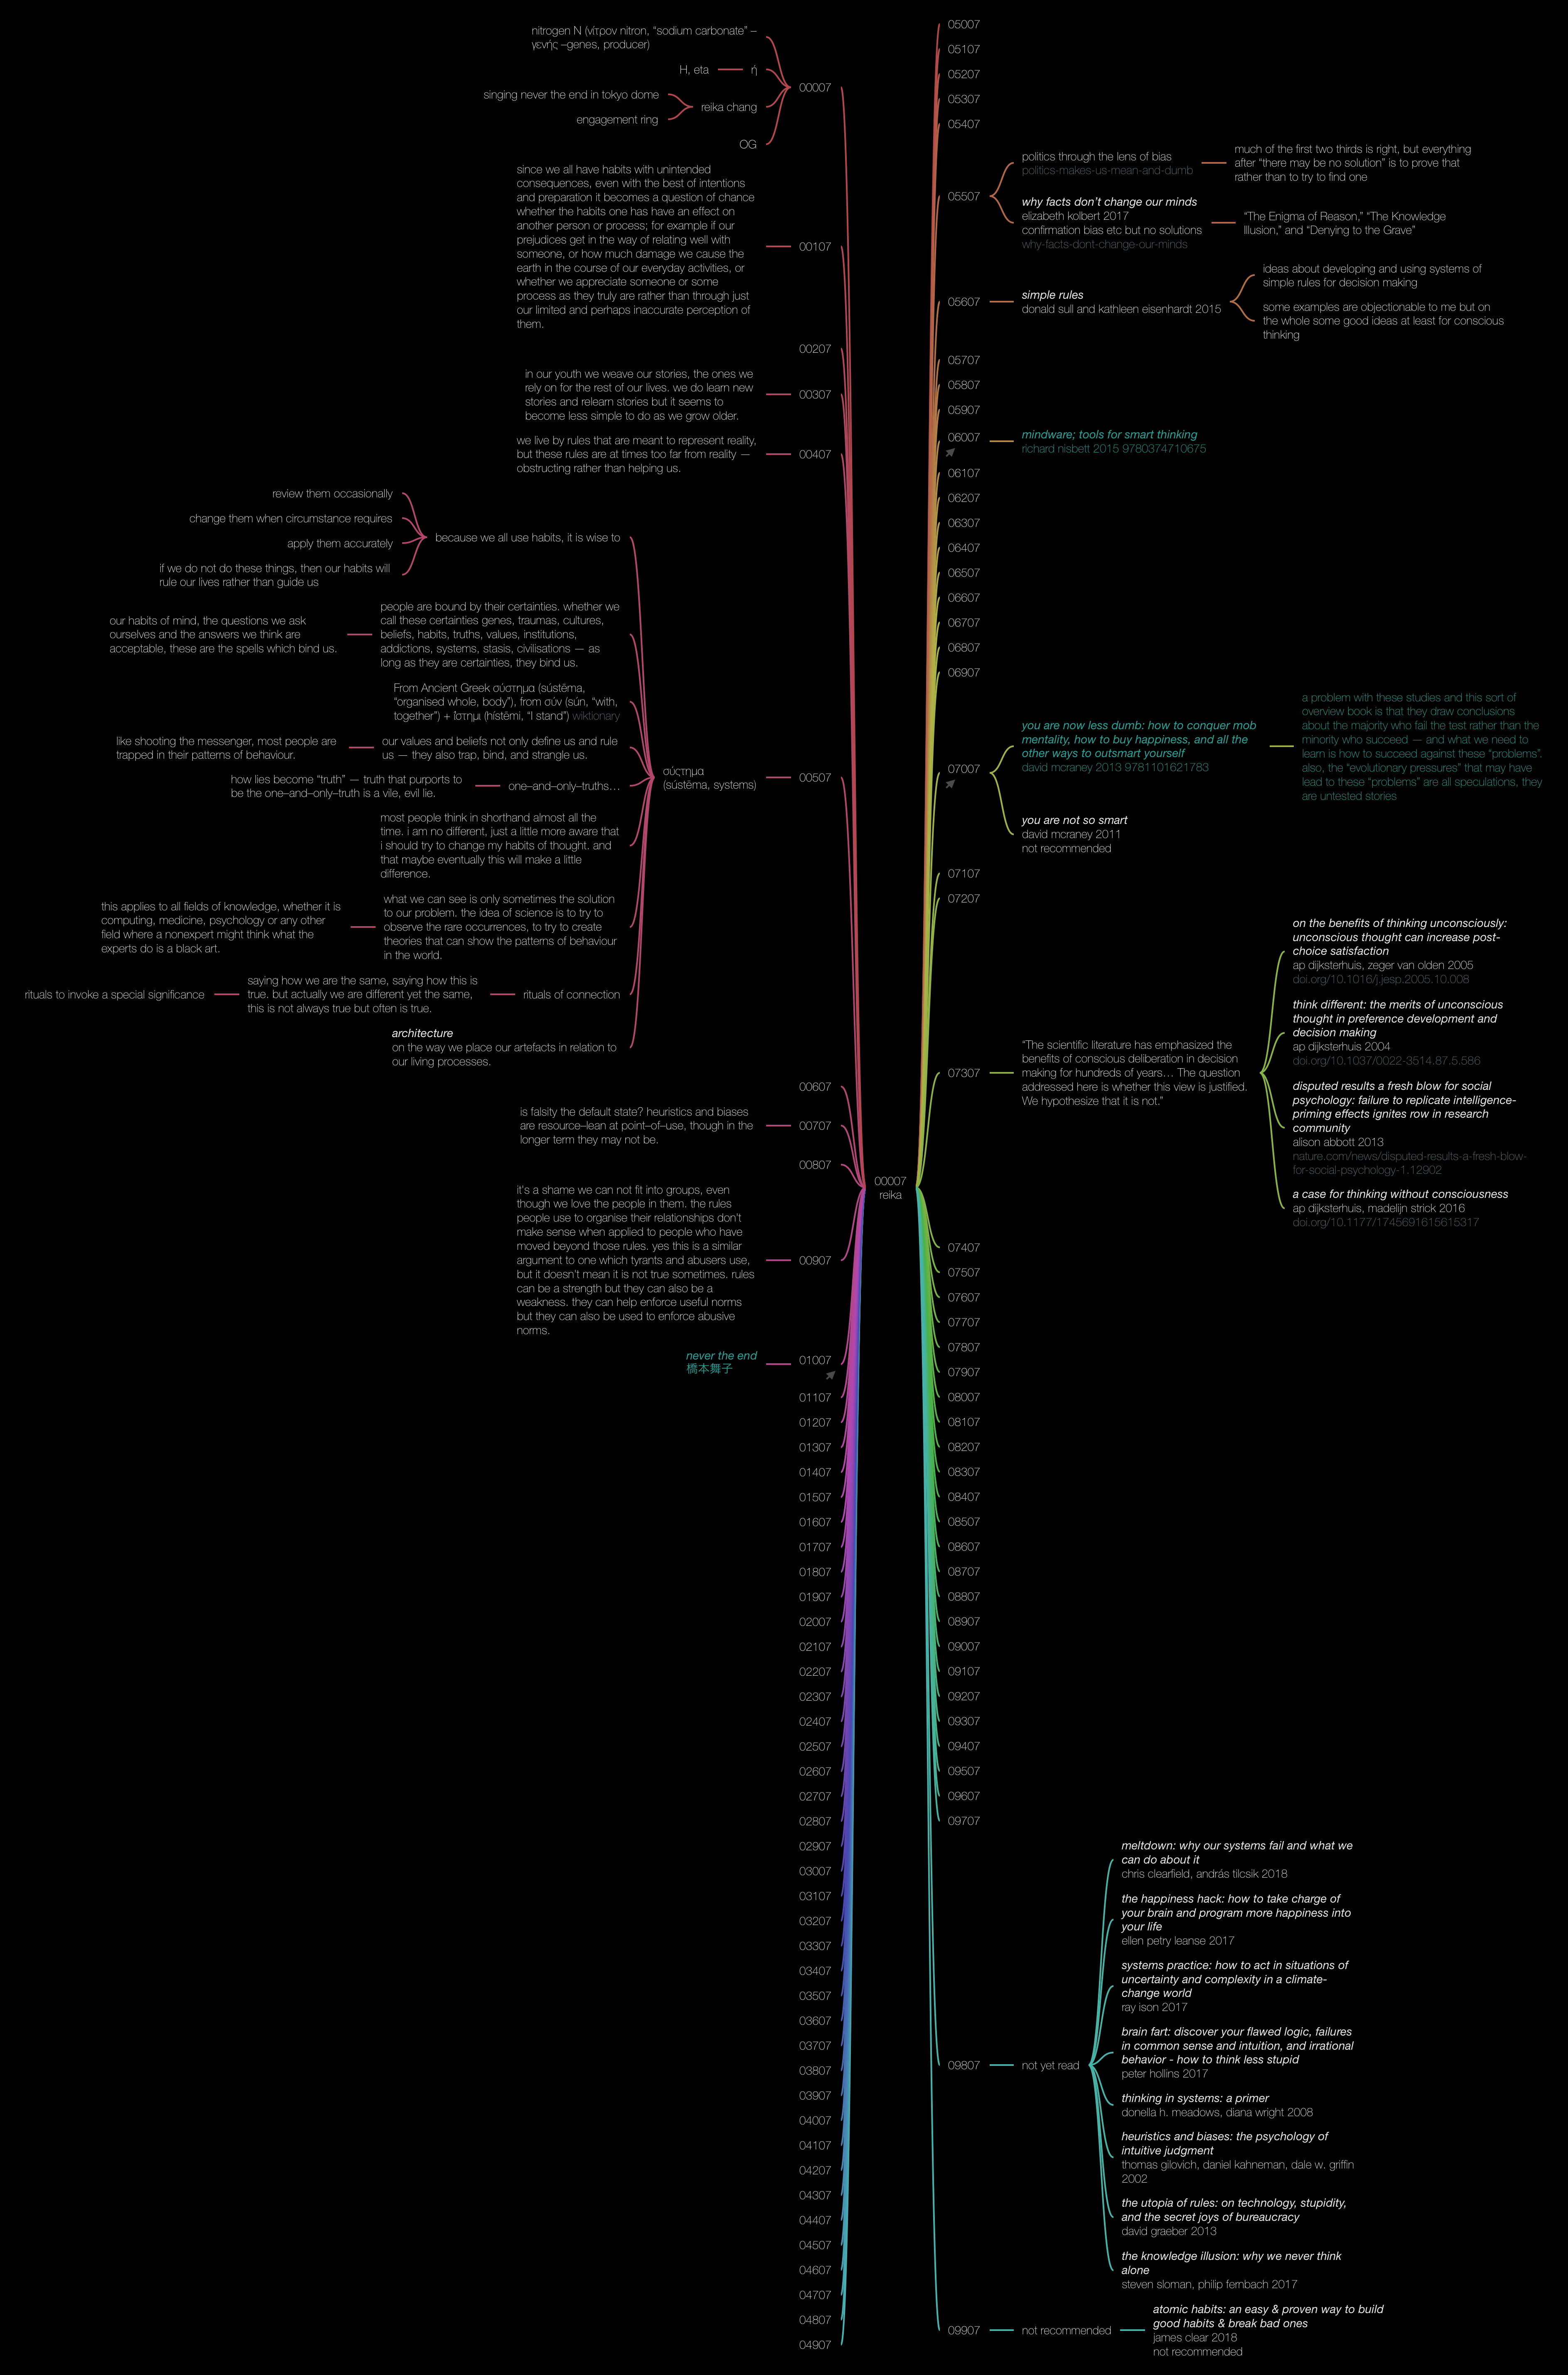 nitrogen N (νίτρον nitron, “sodium carbonate” –
γενής –genes, producer)
H, eta
ή
singing never the end in tokyo dome
engagement ring
reika chang
OG
00007
since we all have habits with unintended
consequences, even with the best of intentions
and preparation it becomes a question of chance
whether the habits one has have an effect on
another person or process; for example if our
prejudices get in the way of relating well with
someone, or how much damage we cause the
earth in the course of our everyday activities, or
whether we appreciate someone or some
process as they truly are rather than through just
our limited and perhaps inaccurate perception of
them.
00107
00207
in our youth we weave our stories, the ones we
rely on for the rest of our lives. we do learn new
stories and relearn stories but it seems to
become less simple to do as we grow older.
00307
we live by rules that are meant to represent reality,
but these rules are at times too far from reality —
obstructing rather than helping us.
00407
review them occasionally
change them when circumstance requires
apply them accurately
if we do not do these things, then our habits will
rule our lives rather than guide us
because we all use habits, it is wise to
our habits of mind, the questions we ask
ourselves and the answers we think are
acceptable, these are the spells which bind us.
people are bound by their certainties. whether we
call these certainties genes, traumas, cultures,
beliefs, habits, truths, values, institutions,
addictions, systems, stasis, civilisations — as
long as they are certainties, they bind us.
From Ancient Greek σύστημα (sústēma,
“organised whole, body”), from σύν (sún, “with,
together”) + ἵστημι (hístēmi, “I stand”) wiktionary
like shooting the messenger, most people are
trapped in their patterns of behaviour.
our values and beliefs not only define us and rule
us — they also trap, bind, and strangle us.
how lies become “truth” — truth that purports to
be the one–and–only–truth is a vile, evil lie.
one–and–only–truths…
most people think in shorthand almost all the
time. i am no different, just a little more aware that
i should try to change my habits of thought. and
that maybe eventually this will make a little
difference.
this applies to all fields of knowledge, whether it is
computing, medicine, psychology or any other
field where a nonexpert might think what the
experts do is a black art.
what we can see is only sometimes the solution
to our problem. the idea of science is to try to
observe the rare occurrences, to try to create
theories that can show the patterns of behaviour
in the world.
rituals to invoke a special significance
saying how we are the same, saying how this is
true. but actually we are different yet the same,
this is not always true but often is true.
rituals of connection
architecture
on the way we place our artefacts in relation to
our living processes.
σύςτημα
(sústēma, systems)
00507
00607
is falsity the default state? heuristics and biases
are resource–lean at point–of–use, though in the
longer term they may not be.
00707
00807
it's a shame we can not fit into groups, even
though we love the people in them. the rules
people use to organise their relationships don't
make sense when applied to people who have
moved beyond those rules. yes this is a similar
argument to one which tyrants and abusers use,
but it doesn't mean it is not true sometimes. rules
can be a strength but they can also be a
weakness. they can help enforce useful norms
but they can also be used to enforce abusive
norms.
00907
never the end
橋本舞子
01007
01107
01207
01307
01407
01507
01607
01707
01807
01907
02007
02107
02207
02307
02407
02507
02607
02707
02807
02907
03007
03107
03207
03307
03407
03507
03607
03707
03807
03907
04007
04107
04207
04307
04407
04507
04607
04707
04807
04907
00007
reika
05007
05107
05207
05307
05407
05507
politics through the lens of bias
politics-makes-us-mean-and-dumb
much of the first two thirds is right, but everything
after “there may be no solution” is to prove that
rather than to try to find one
why facts don’t change our minds
elizabeth kolbert 2017
confirmation bias etc but no solutions
why-facts-dont-change-our-minds
“The Enigma of Reason,” “The Knowledge
Illusion,” and “Denying to the Grave”
05607
simple rules
donald sull and kathleen eisenhardt 2015
ideas about developing and using systems of
simple rules for decision making
some examples are objectionable to me but on
the whole some good ideas at least for conscious
thinking
05707
05807
05907
06007
mindware; tools for smart thinking
richard nisbett 2015 9780374710675
06107
06207
06307
06407
06507
06607
06707
06807
06907
07007
you are now less dumb: how to conquer mob
mentality, how to buy happiness, and all the
other ways to outsmart yourself
david mcraney 2013 9781101621783
a problem with these studies and this sort of
overview book is that they draw conclusions
about the majority who fail the test rather than the
minority who succeed — and what we need to
learn is how to succeed against these “problems”.
also, the “evolutionary pressures” that may have
lead to these “problems” are all speculations, they
are untested stories
you are not so smart
david mcraney 2011
not recommended
07107
07207
07307
“The scientific literature has emphasized the
benefits of conscious deliberation in decision
making for hundreds of years… The question
addressed here is whether this view is justified.
We hypothesize that it is not.”
on the benefits of thinking unconsciously:
unconscious thought can increase post-
choice satisfaction
ap dijksterhuis, zeger van olden 2005
doi.org/10.1016/j.jesp.2005.10.008
think different: the merits of unconscious
thought in preference development and
decision making
ap dijksterhuis 2004
doi.org/10.1037/0022-3514.87.5.586
disputed results a fresh blow for social
psychology: failure to replicate intelligence-
priming effects ignites row in research
community
alison abbott 2013
nature.com/news/disputed-results-a-fresh-blow-
for-social-psychology-1.12902
a case for thinking without consciousness
ap dijksterhuis, madelijn strick 2016
doi.org/10.1177/1745691615615317
07407
07507
07607
07707
07807
07907
08007
08107
08207
08307
08407
08507
08607
08707
08807
08907
09007
09107
09207
09307
09407
09507
09607
09707
09807
not yet read
meltdown: why our systems fail and what we
can do about it
chris clearfield, andrás tilcsik 2018
the happiness hack: how to take charge of
your brain and program more happiness into
your life
ellen petry leanse 2017
systems practice: how to act in situations of
uncertainty and complexity in a climate-
change world
ray ison 2017
brain fart: discover your flawed logic, failures
in common sense and intuition, and irrational
behavior - how to think less stupid
peter hollins 2017
thinking in systems: a primer
donella h. meadows, diana wright 2008
heuristics and biases: the psychology of
intuitive judgment
thomas gilovich, daniel kahneman, dale w. griffin
2002
the utopia of rules: on technology, stupidity,
and the secret joys of bureaucracy
david graeber 2013
the knowledge illusion: why we never think
alone
steven sloman, philip fernbach 2017
09907
not recommended
atomic habits: an easy & proven way to build
good habits & break bad ones
james clear 2018
not recommended